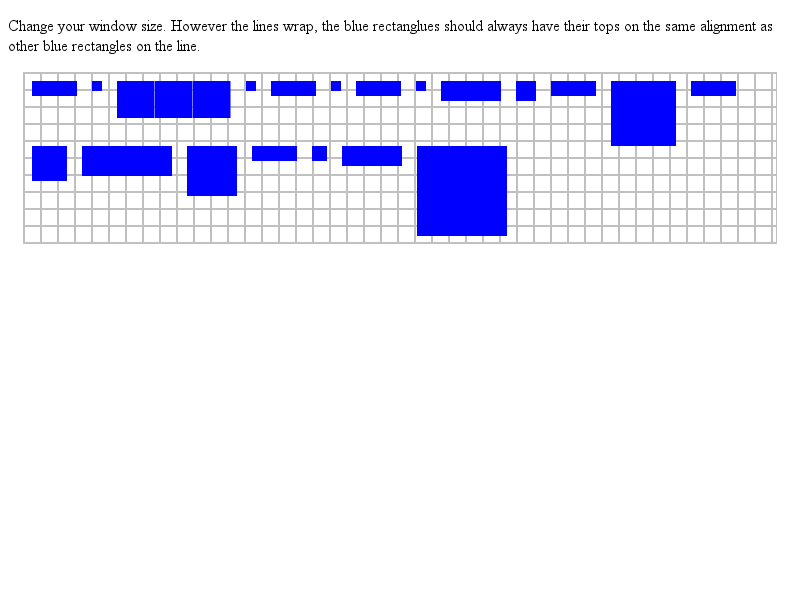 Change your window size. However the lines wrap, the blue rectanglues should always have their tops on the same alignment as
other blue rectangles on the line.